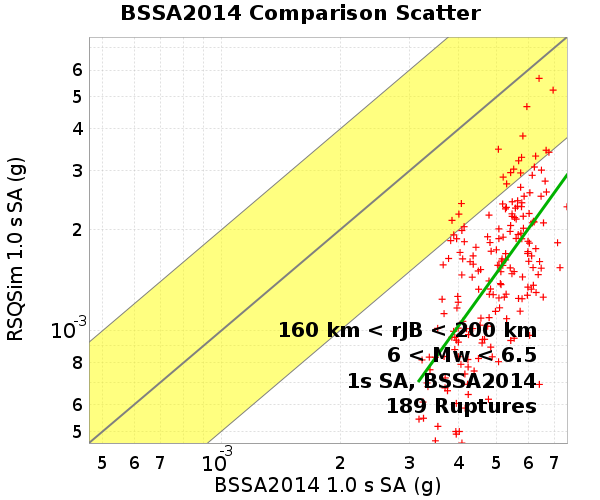 BSSA2014 Comparison Scatter
RSQSim 1.0 s SA (g)
6
5
4
3
2
10-3
8
6
5
160 km < rJB < 200 km
6 < Mw < 6.5
1s SA, BSSA2014
189 Ruptures
5 6 7 10-3 2 3 4 5 6 7
BSSA2014 1.0 s SA (g)